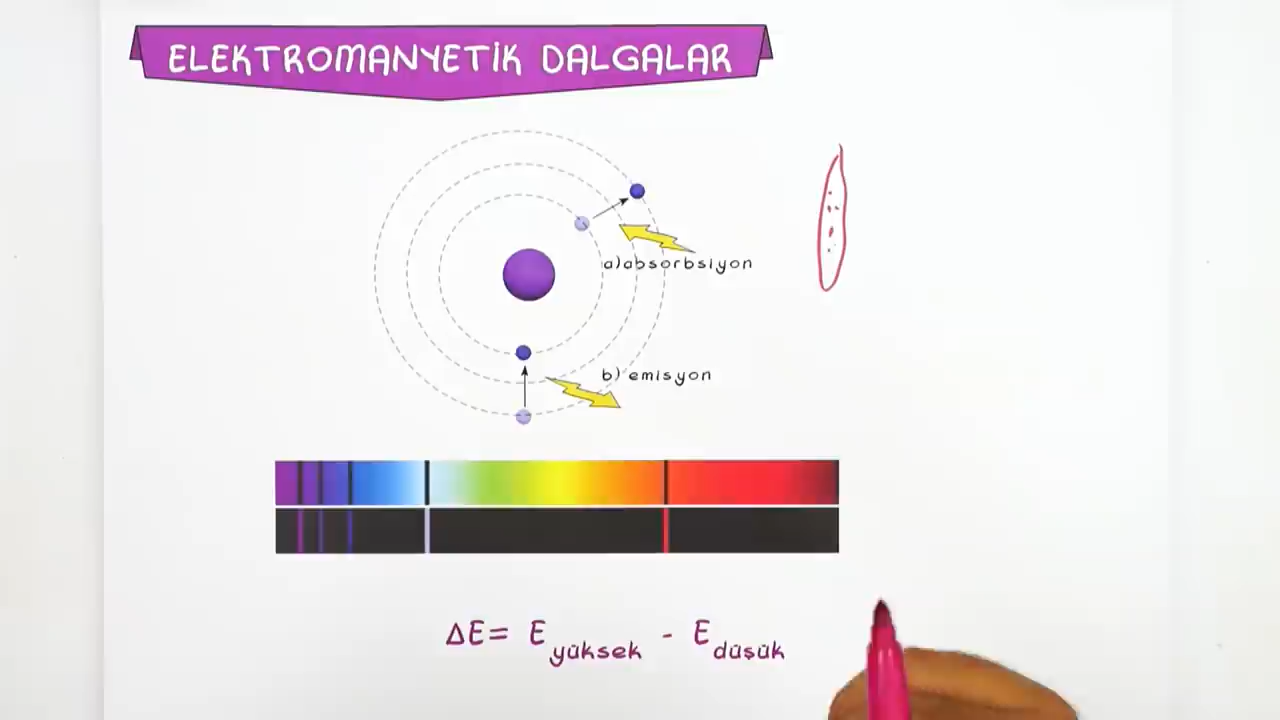 ELEKTROMANYETİK DALGALAR
a)absorbsiyon
b) emisyon
ΔE= E yüksek - E düşük